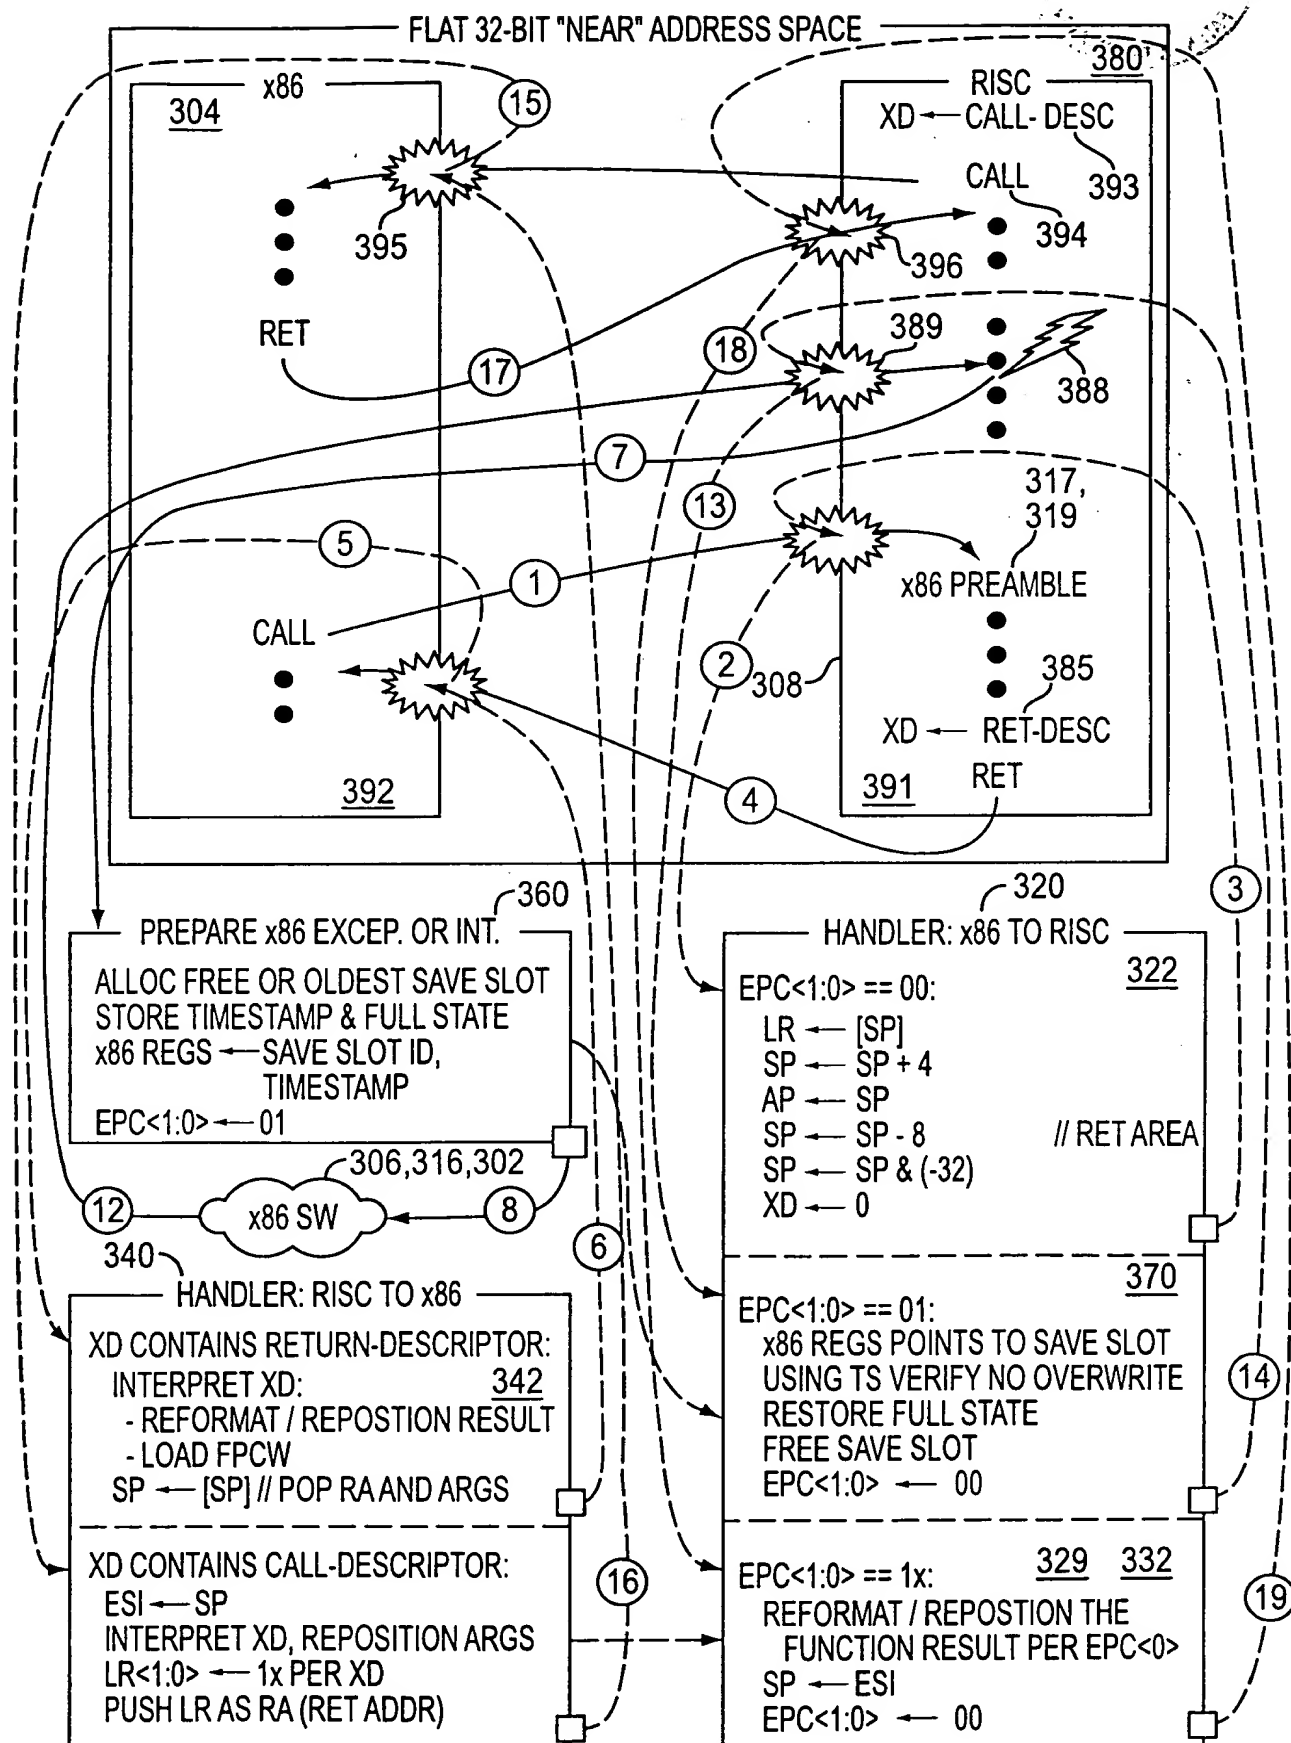 FLAT 32-BIT "NEAR" ADDRESS SPACE
380
x86
304
15
RISC
XD ← CALL- DESC
393
CALL
394
395
396
RET
17
18
389
388
7
13
317,
319
5
1
x86 PREAMBLE
CALL
2
308
385
XD ← RET-DESC
RET
392
4
391
3
360
PREPARE x86 EXCEP. OR INT.
ALLOC FREE OR OLDEST SAVE SLOT
STORE TIMESTAMP & FULL STATE
x86 REGS ← SAVE SLOT ID,
TIMESTAMP
EPC<1:0> ← 01
306,316,302
12
x86 SW
8
6
320
HANDLER: x86 TO RISC
322
EPC<1:0> == 00:
LR ← [SP]
SP ← SP + 4
AP ← SP
SP ← SP - 8 // RET AREA
SP ← SP & (-32)
XD ← 0
370
EPC<1:0> == 01:
x86 REGS POINTS TO SAVE SLOT
USING TS VERIFY NO OVERWRITE
RESTORE FULL STATE
FREE SAVE SLOT
EPC<1:0> ← 00
14
340
HANDLER: RISC TO x86
XD CONTAINS RETURN-DESCRIPTOR:
INTERPRET XD: 342
- REFORMAT / REPOSTION RESULT
- LOAD FPCW
SP ← [SP] // POP RA AND ARGS
XD CONTAINS CALL-DESCRIPTOR:
ESI ← SP
INTERPRET XD, REPOSITION ARGS
LR<1:0> ← 1x PER XD
PUSH LR AS RA (RET ADDR)
16
EPC<1:0> == 1x: 329 332
REFORMAT / REPOSTION THE
FUNCTION RESULT PER EPC<0>
SP ← ESI
EPC<1:0> ← 00
19